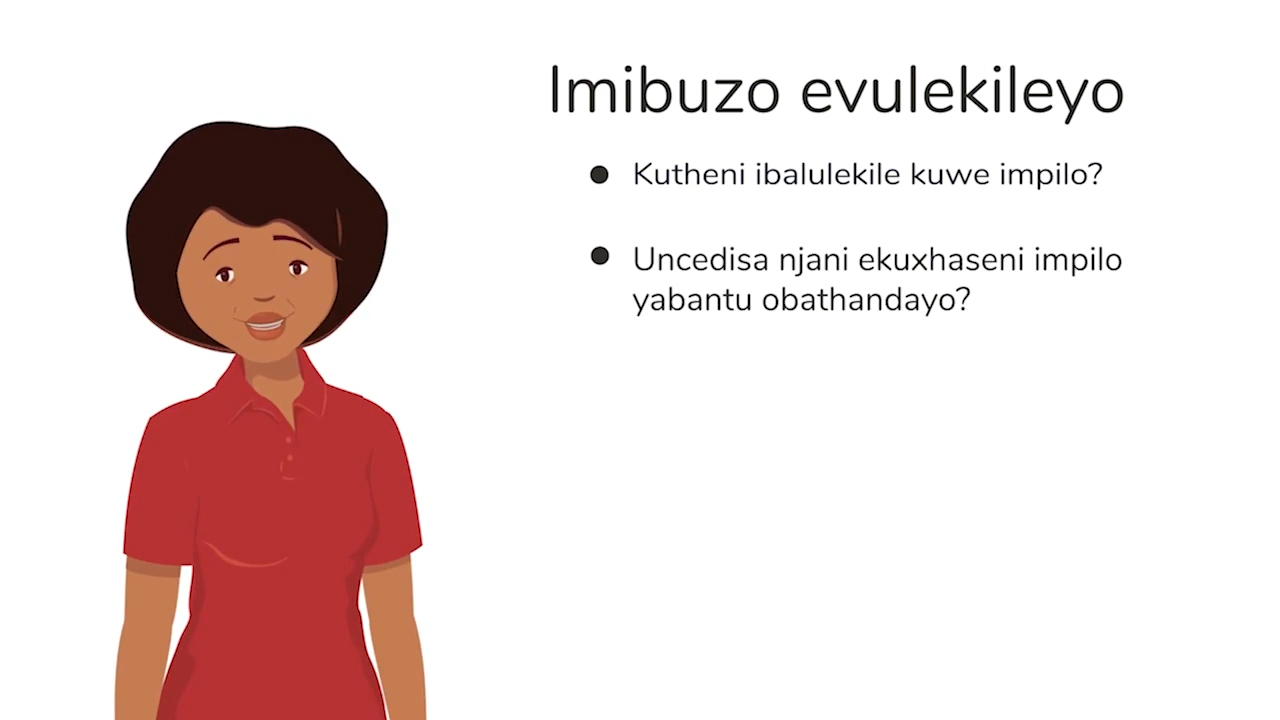 Imibuzo evulekileyo
Kutheni ibalulekile kuwe impilo?
Uncedisa njani ekuxhaseni impilo
yabantu obathandayo?